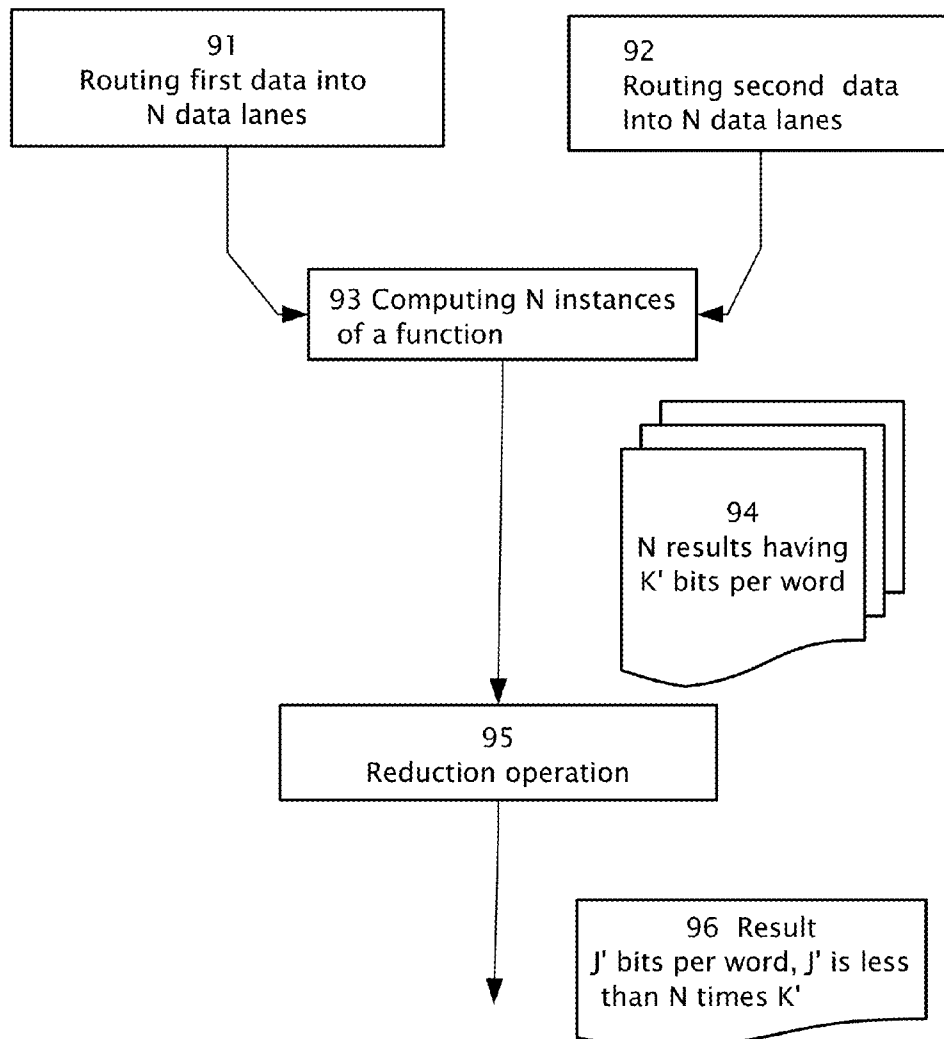 91
Routing first data into
N data lanes
92
Routing second data
Into N data lanes
93 Computing N instances
of a function
94
N results having
K' bits per word
95
Reduction operation
96 Result
J' bits per word, J' is less
than N times K'